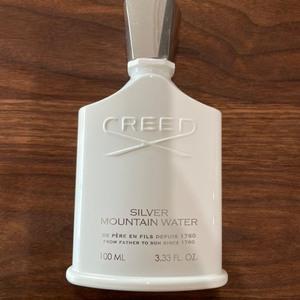 CREED
SILVER
MOUNTAIN WATER
DE PÈRE EN FILS DEPUIS 1760
FROM FATHER TO SON SINCE 1760
100 ML 3.33 FL. OZ.